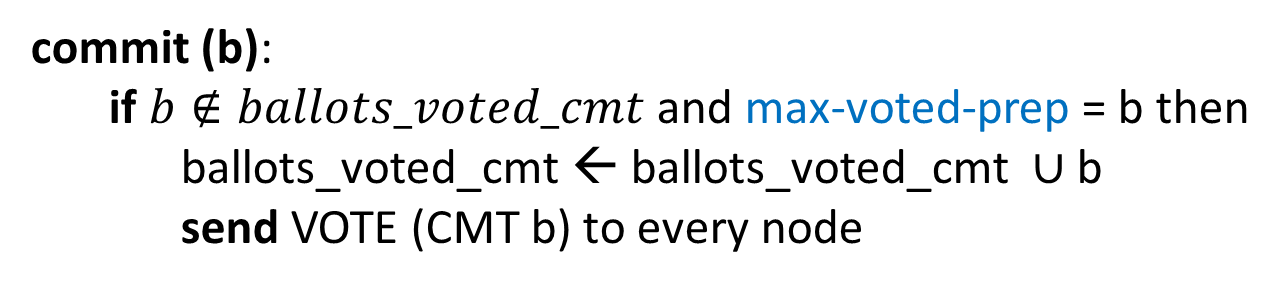 commit (b):
if b ∉ ballots_voted_cmt and max-voted-prep = b then
ballots_voted_cmt ← ballots_voted_cmt ∪ b
send VOTE (CMT b) to every node